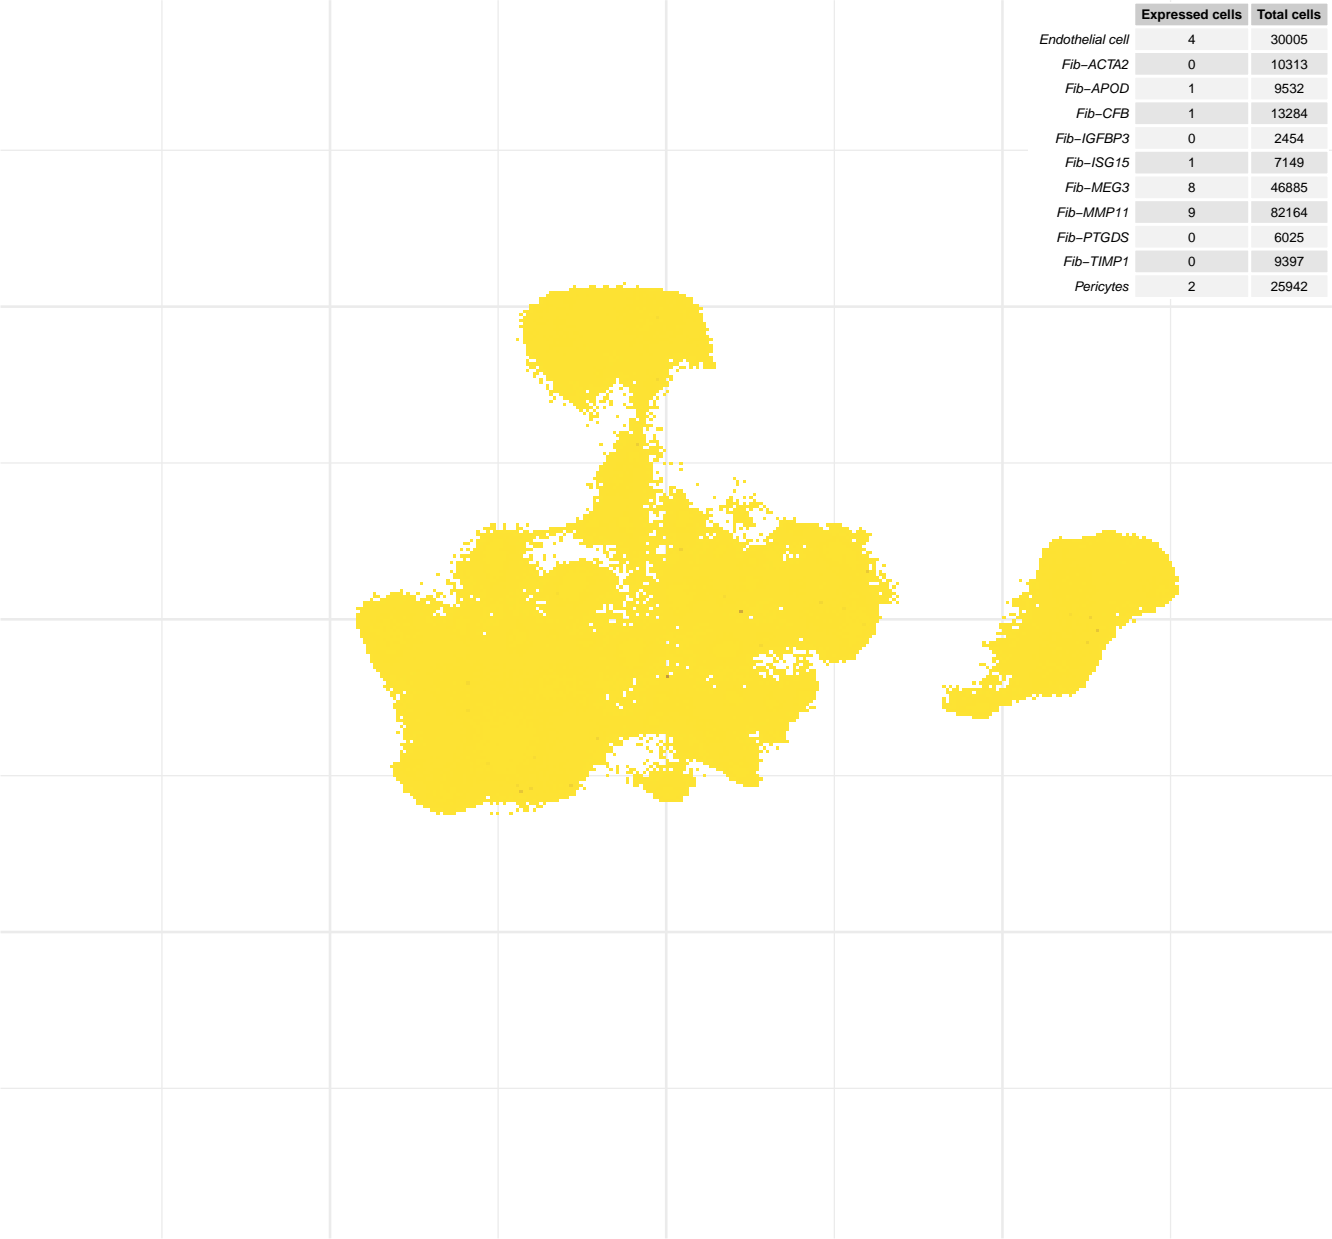 Expressed cells Total cells
Endothelial cell 4 30005
Fib−ACTA2 0 10313
Fib−APOD 1 9532
Fib−CFB 1 13284
Fib−IGFBP3 0 2454
Fib−ISG15 1 7149
Fib−MEG3 8 46885
Fib−MMP11 9 82164
Fib−PTGDS 0 6025
Fib−TIMP1 0 9397
Pericytes 2 25942